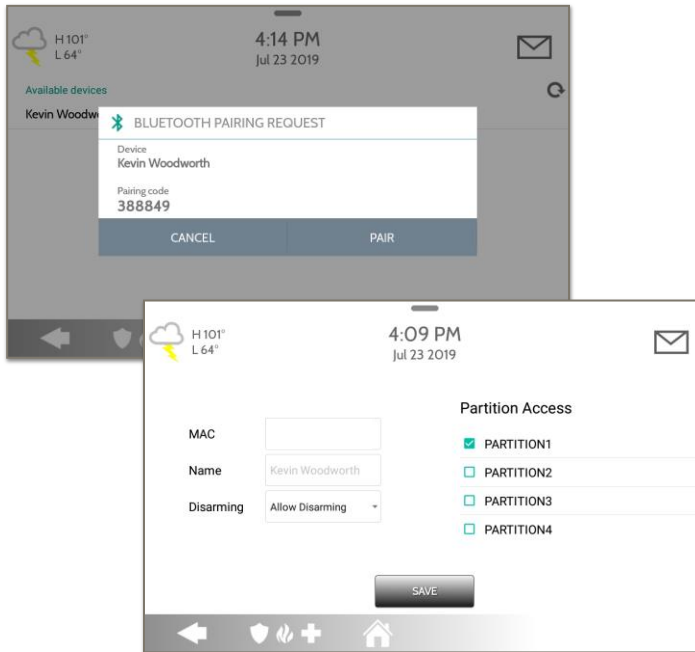 H 101°
L 64°
4:14 PM
Jul 23 2019
Available devices
Kevin Woodw
BLUETOOTH PAIRING REQUEST
Device
Kevin Woodworth
Pairing code
388849
CANCEL PAIR
H 101°
L 64°
4:09 PM
Jul 23 2019
MAC
Name Kevin Woodworth
Disarming Allow Disarming
Partition Access
PARTITION1
PARTITION2
PARTITION3
PARTITION4
SAVE